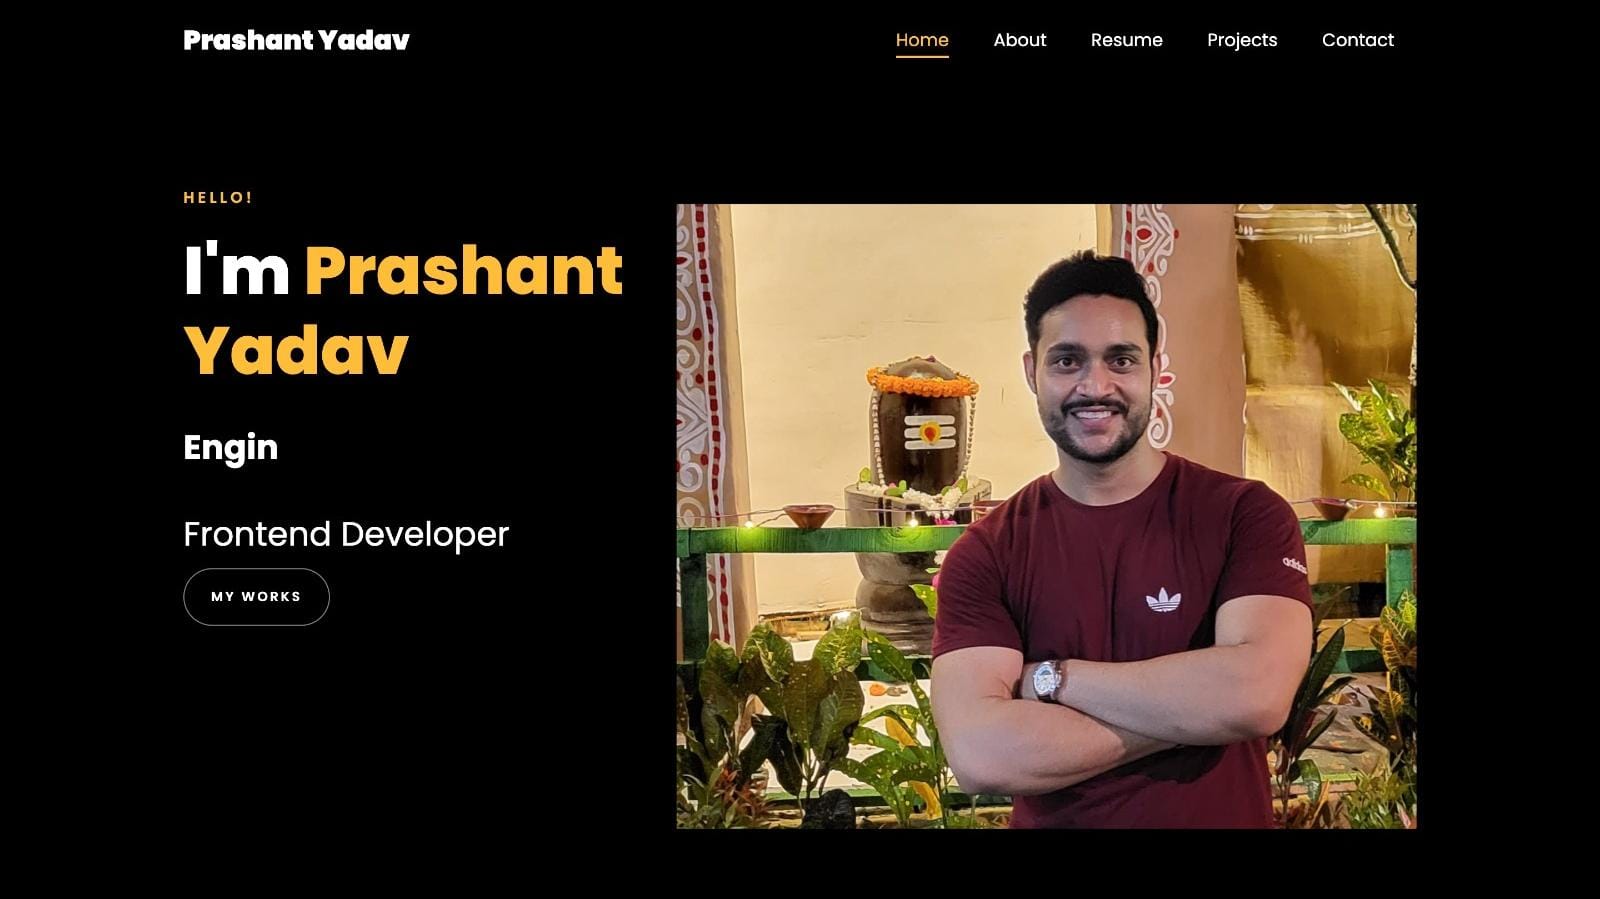 Prashant Yadav
Home About Resume Projects Contact
HELLO!
I'm Prashant
Yadav
Engin
Frontend Developer
MY WORKS
adidas